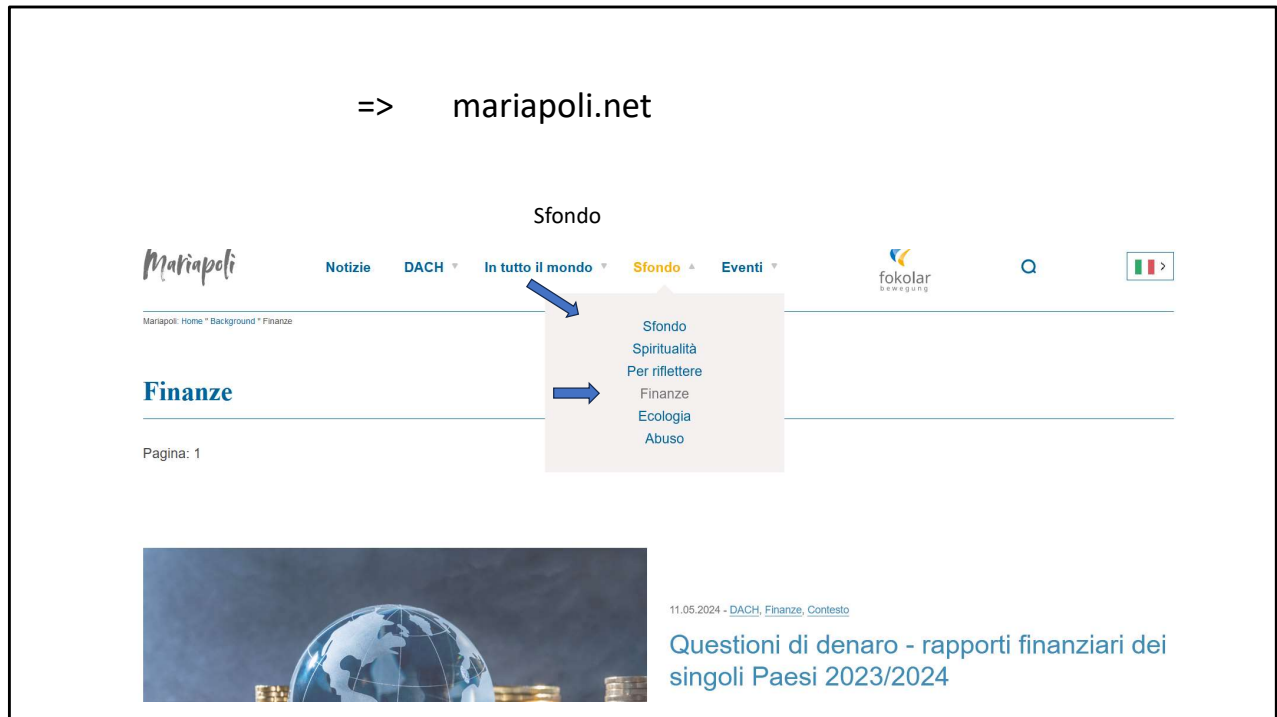 => mariapoli.net
Sfondo
Mariapoli Notizie DACH In tutto il mondo Sfondo Eventi fokolar
bewegung
Mariapoli: Home " Background " Finanze
Sfondo
Spiritualità
Per riflettere
Finanze
Finanze
Ecologia
Abuso
Pagina: 1
11.05.2024 - DACH, Finanze, Contesto
Questioni di denaro - rapporti finanziari dei
singoli Paesi 2023/2024